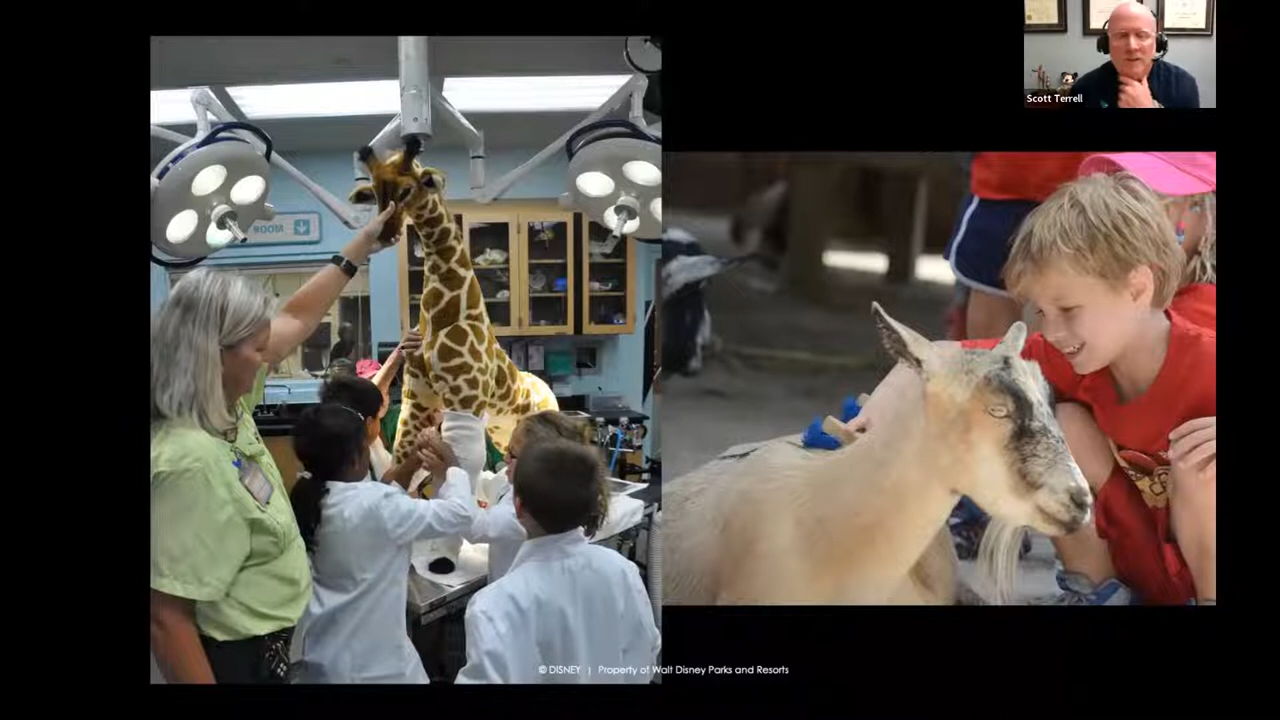 Scott Terrell
ROOM
© DISNEY | Property of Walt Disney Parks and Resorts